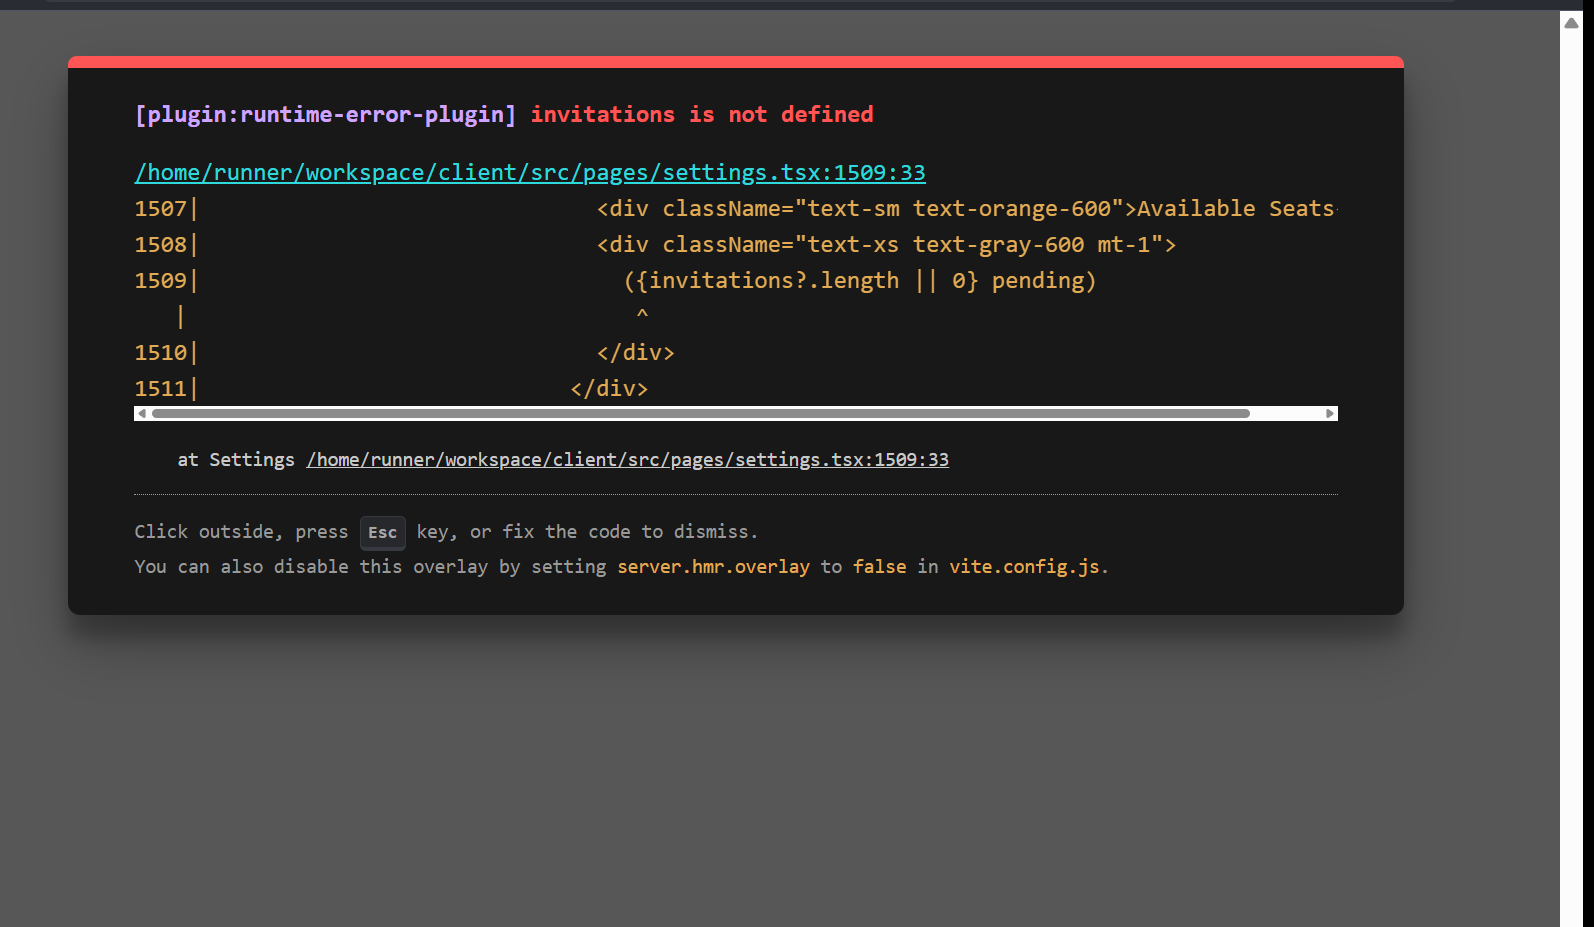 [plugin:runtime-error-plugin] invitations is not defined
/home/runner/workspace/client/src/pages/settings.tsx:1509:33
1507|                              <div className="text-sm text-orange-600">Available Seats
1508|                              <div className="text-xs text-gray-600 mt-1">
1509|                                ({invitations?.length || 0} pending)
    |                                 ^
1510|                              </div>
1511|                            </div>
at Settings /home/runner/workspace/client/src/pages/settings.tsx:1509:33
Click outside, press Esc key, or fix the code to dismiss.
You can also disable this overlay by setting server.hmr.overlay to false in vite.config.js.